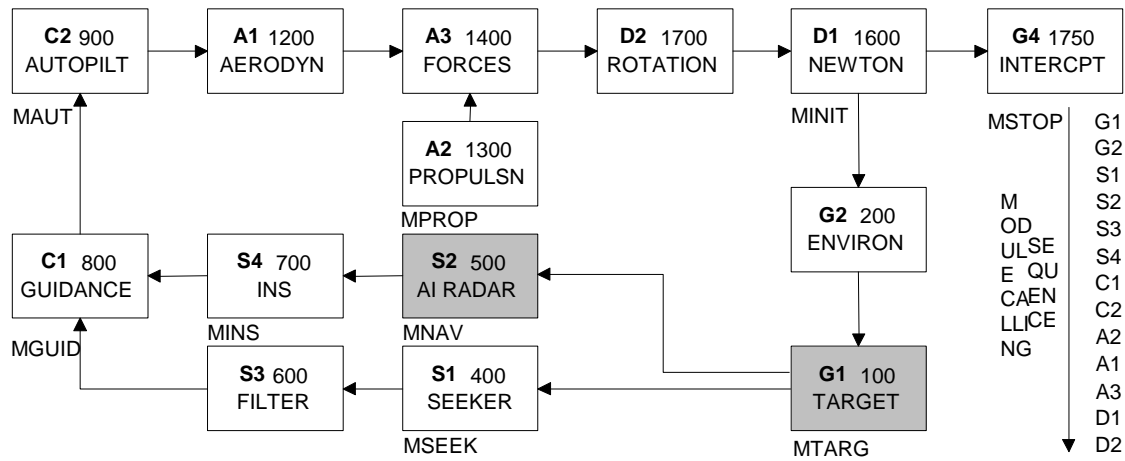 C2 900
AUTOPILT
A1 1200
AERODYN
A3 1400
FORCES
D2 1700
ROTATION
D1 1600
NEWTON
G4 1750
INTERCPT
MAUT
MINIT
MSTOP
A2 1300
PROPULSN
MPROP
G2 200
ENVIRON
C1 800
GUIDANCE
S4 700
INS
S2 500
AI RADAR
MGUID
MINS
MNAV
S3 600
FILTER
S1 400
SEEKER
G1 100
TARGET
MSEEK
MTARG
M
OD
UL
E
CA
LLI
NG
SE
QU
EN
CE
G1
G2
S1
S2
S3
S4
C1
C2
A2
A1
A3
D1
D2